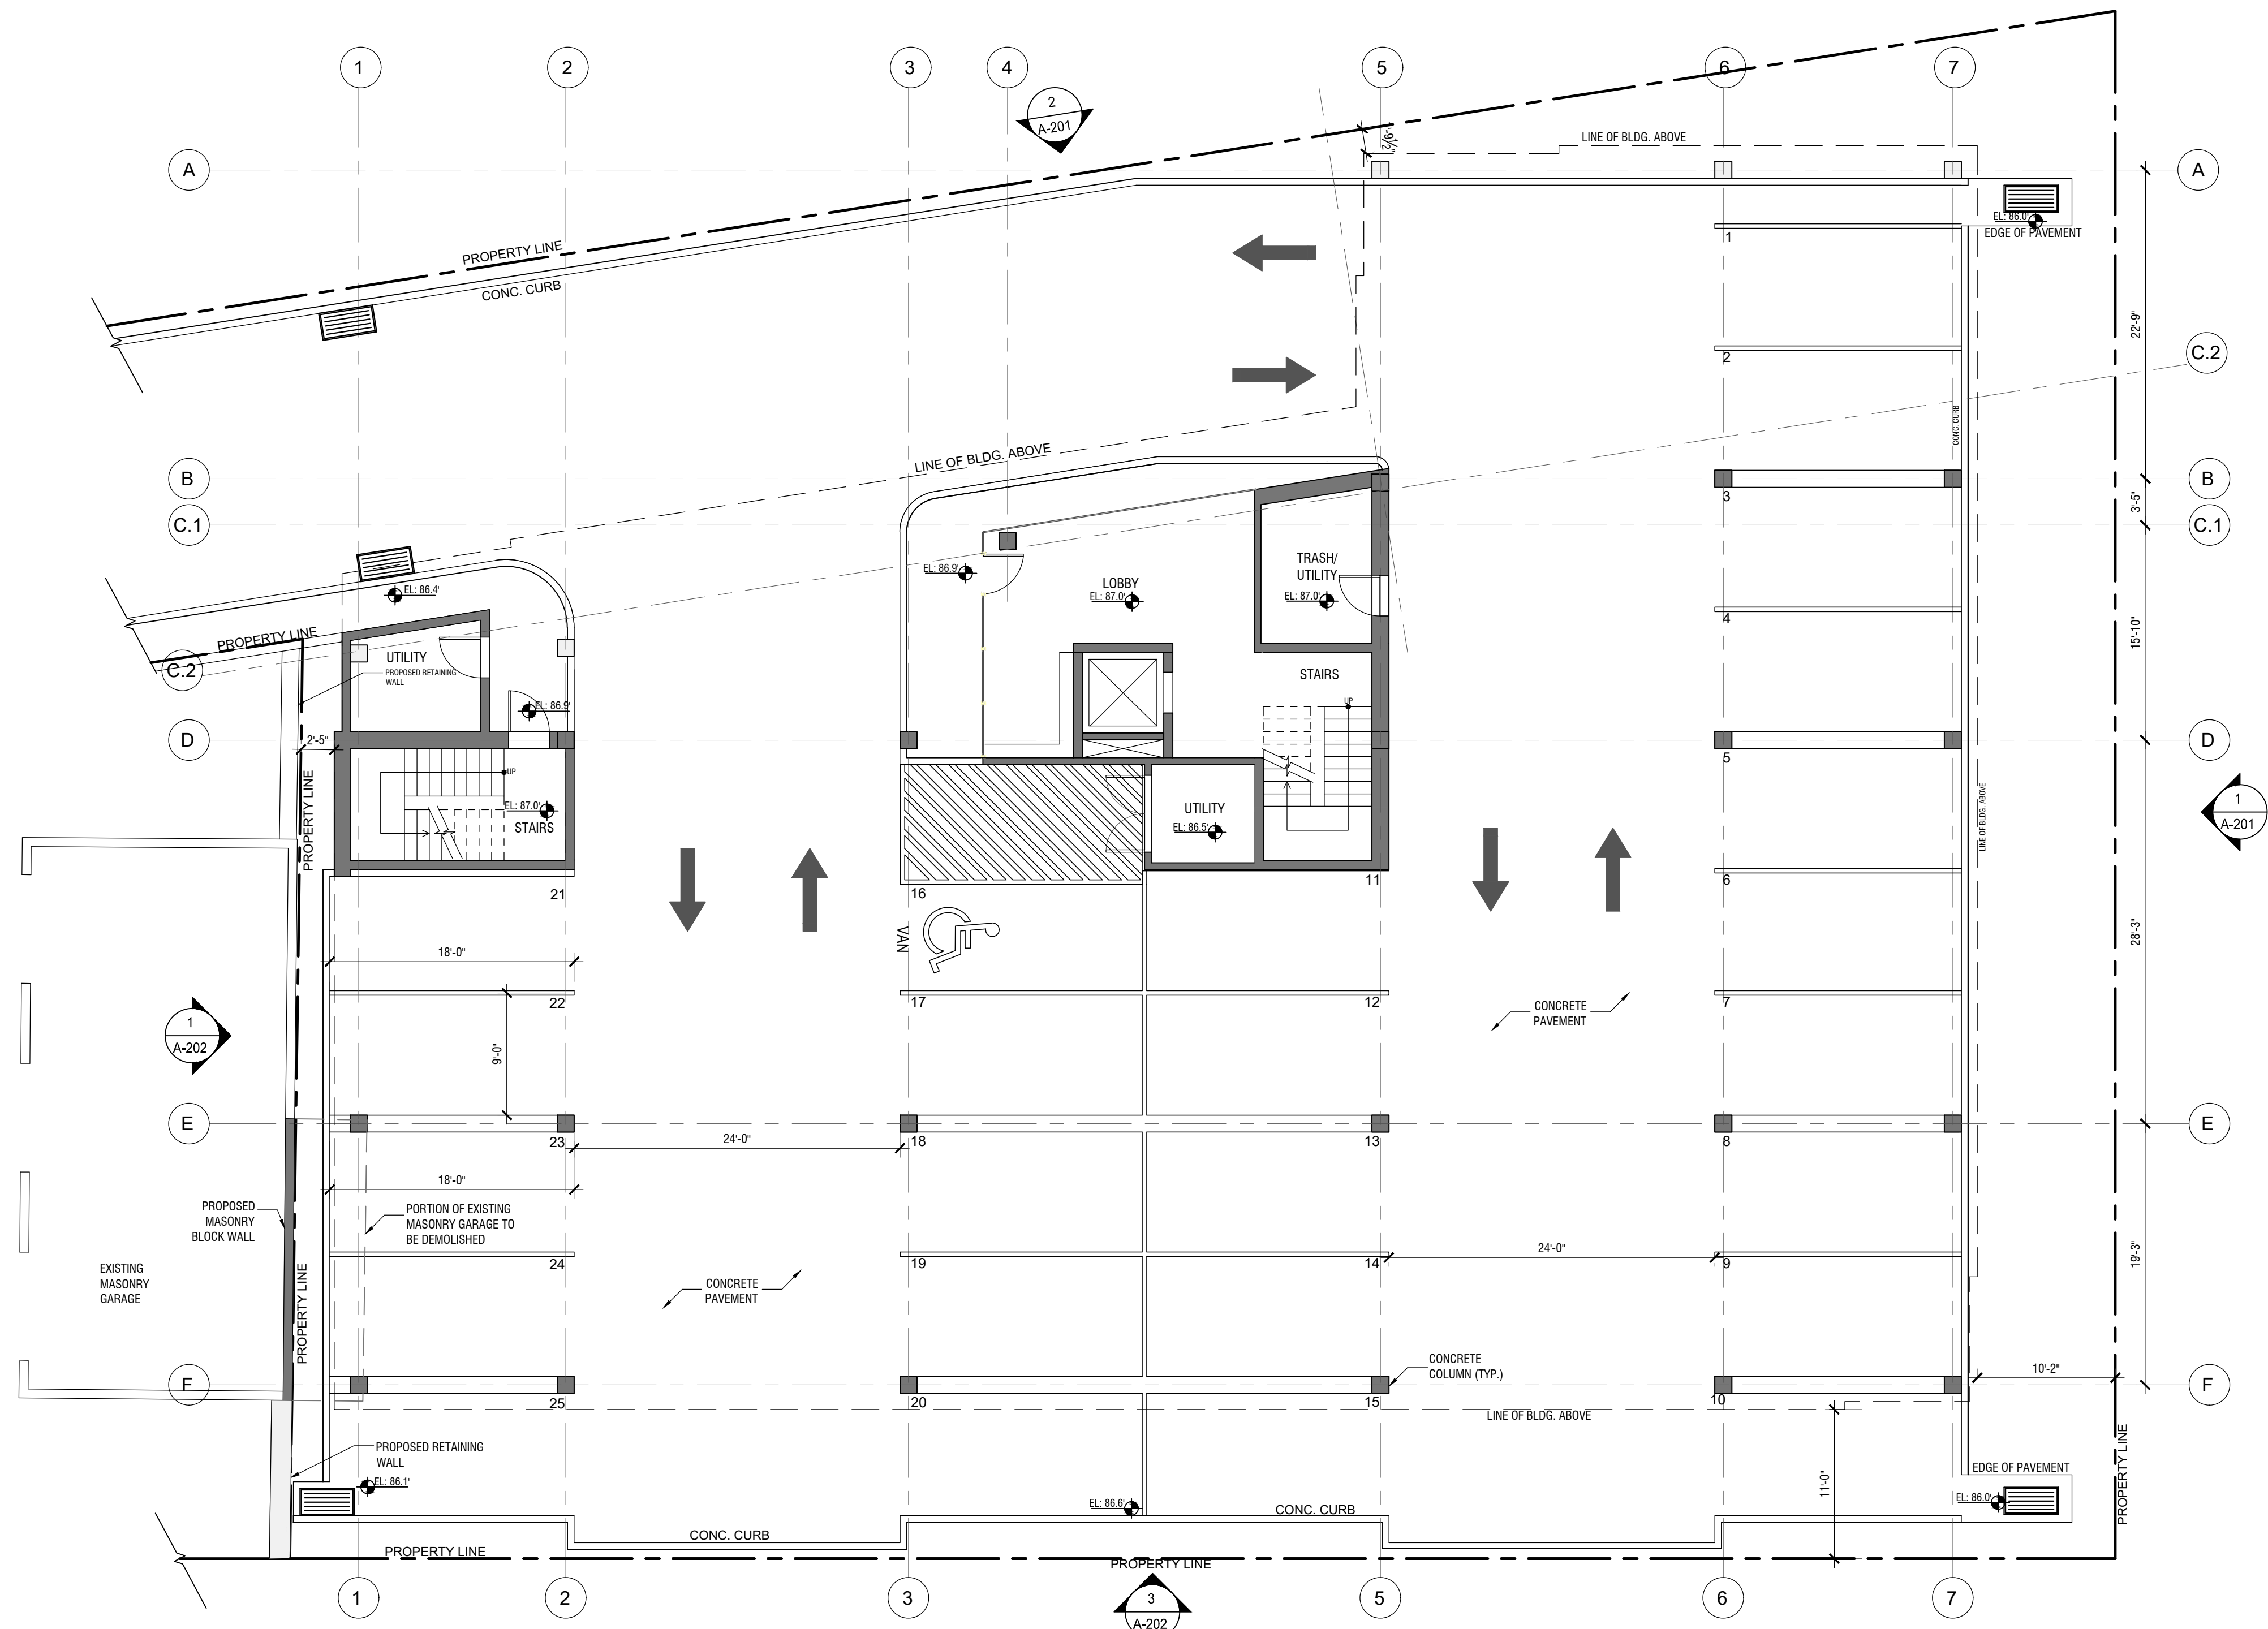 1
2
3
4
5
6
7
2
A-201
LINE OF BLDG. ABOVE
A
A
EL: 86.0'
EDGE OF PAVEMENT
1
PROPERTY LINE
CONC. CURB
22'-9"
2
C.2
CONC. CURB
LINE OF BLDG. ABOVE
B
B
3
3'-5"
C.1
C.1
EL: 86.9'
LOBBY
EL: 87.0'
TRASH/
UTILITY
EL: 87.0'
EL: 86.4'
4
15'-10"
PROPERTY LINE
C.2
UTILITY
PROPOSED RETAINING
WALL
STAIRS
UP
EL: 86.9'
D
2'-5"
D
5
UP
EL: 87.0'
STAIRS
PROPERTY LINE
UTILITY
EL: 86.5'
LINE OF BLDG. ABOVE
1
A-201
21
16
11
6
VAN
28'-3"
18'-0"
22
17
12
7
CONCRETE
PAVEMENT
1
A-202
9'-0"
E
E
23
24'-0"
18
13
8
18'-0"
PROPOSED
MASONRY
BLOCK WALL
PORTION OF EXISTING
MASONRY GARAGE TO
BE DEMOLISHED
EXISTING
MASONRY
GARAGE
24
19
14
24'-0"
9
19'-3"
CONCRETE
PAVEMENT
PROPERTY LINE
CONCRETE
COLUMN (TYP.)
10'-2"
F
F
25
20
15
10
LINE OF BLDG. ABOVE
PROPOSED RETAINING
WALL
EL: 86.1'
11'-0"
EDGE OF PAVEMENT
EL: 86.0'
PROPERTY LINE
EL: 86.6'
CONC. CURB
CONC. CURB
PROPERTY LINE
PROPERTY LINE
1
2
3
3
A-202
5
6
7